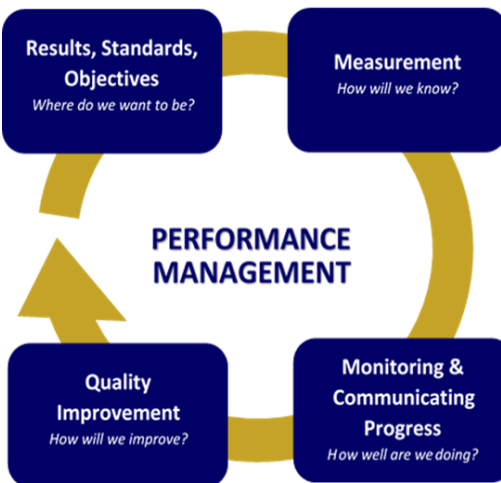 Results, Standards,
Objectives
Where do we want to be?
Measurement
How will we know?
PERFORMANCE
MANAGEMENT
Quality
Improvement
How will we improve?
Monitoring &
Communicating
Progress
How well are we doing?